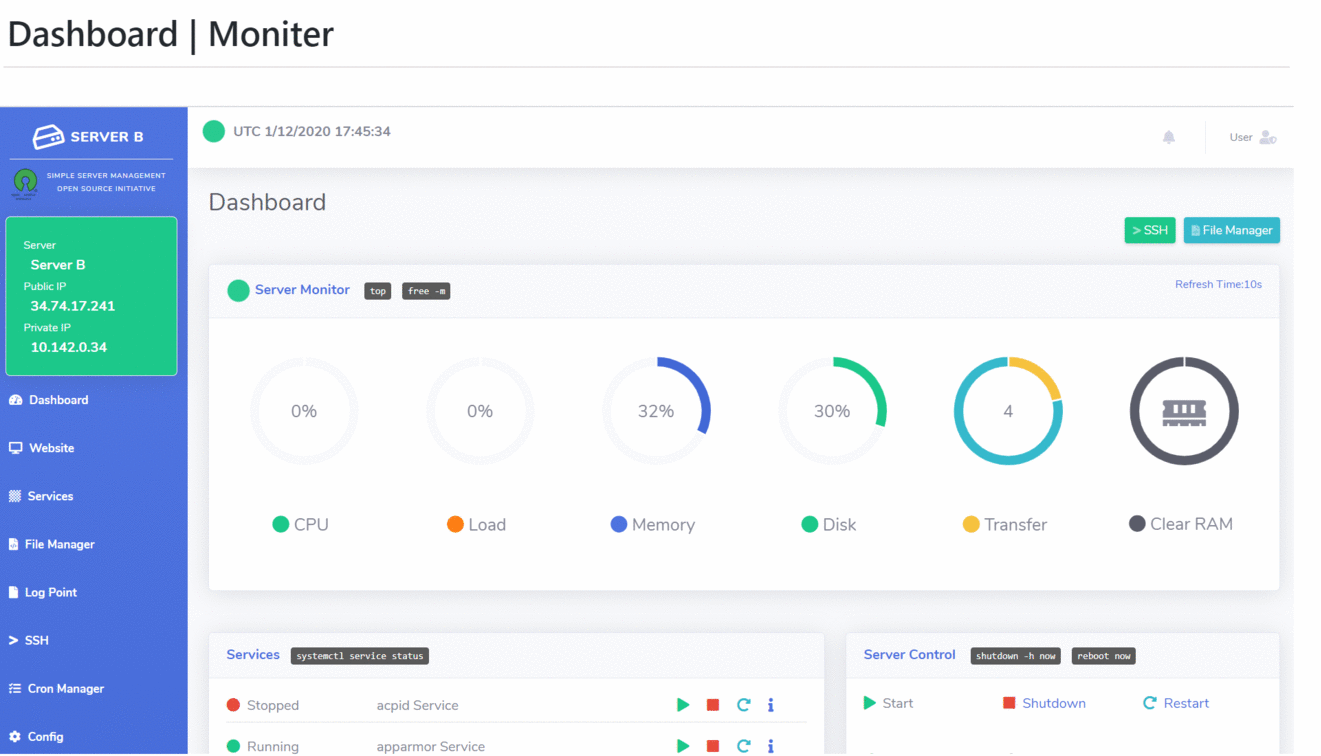 Dashboard | Moniter
SERVER B
SIMPLE SERVER MANAGEMENT
OPEN SOURCE INITIATIVE
Server
Server B
Public IP
34.74.17.241
Private IP
10.142.0.34
Dashboard
Website
Services
File Manager
Log Point
SSH
Cron Manager
Config
UTC 1/12/2020 17:45:34
User
Dashboard
>SSH
File Manager
Server Monitor top free -m
Refresh Time:10s
0% 0% 32% 30% 4
CPU Load Memory Disk Transfer Clear RAM
Services systemctl service status
Stopped acpid Service
Running apparmor Service
Server Control shutdown -h now reboot now
Start Shutdown Restart